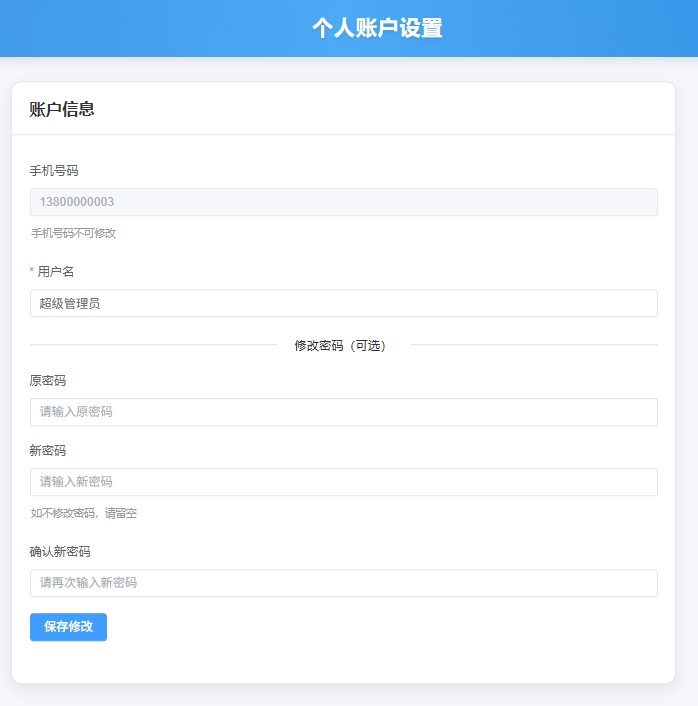 个人账户设置
账户信息
手机号码
13800000003
手机号码不可修改
* 用户名
超级管理员
修改密码（可选）
原密码
请输入原密码
新密码
请输入新密码
如不修改密码，请留空
确认新密码
请再次输入新密码
保存修改